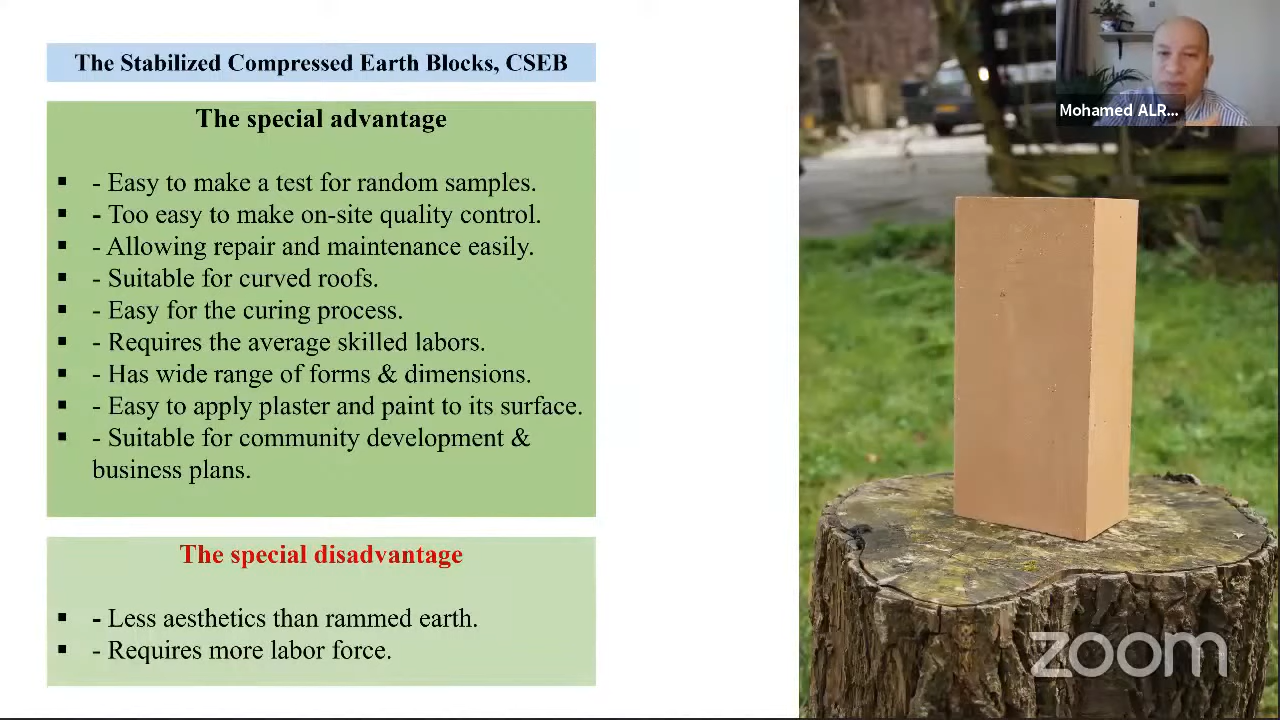 The Stabilized Compressed Earth Blocks, CSEB
The special advantage
- Easy to make a test for random samples.
- Too easy to make on-site quality control.
- Allowing repair and maintenance easily.
- Suitable for curved roofs.
- Easy for the curing process.
- Requires the average skilled labors.
- Has wide range of forms & dimensions.
- Easy to apply plaster and paint to its surface.
- Suitable for community development &
business plans.
The special disadvantage
- Less aesthetics than rammed earth.
- Requires more labor force.
Mohamed ALR...
zoom